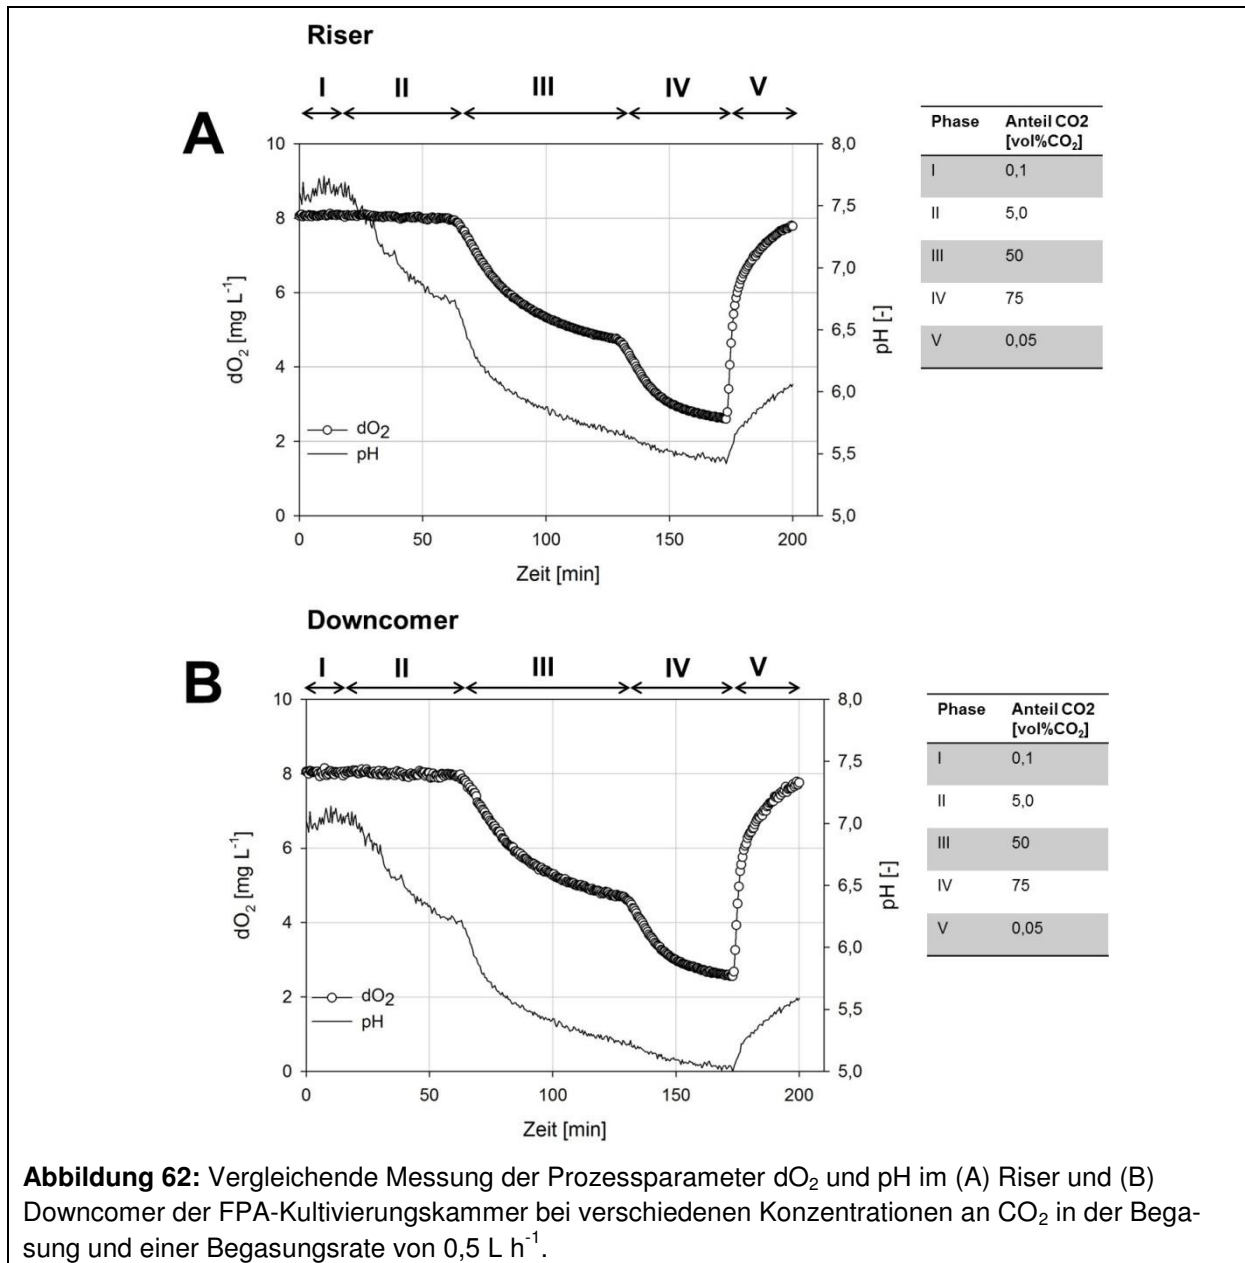 Riser
I II III IV V
A
10 8,0
8 7,5
6 7,0
4 6,5
2 6,0
0 5,5
5,0
dO2 [mg L-1]
pH [-]
dO2
pH
0 50 100 150 200
Zeit [min]
Phase Anteil CO2
[vol%CO2]
I 0,1
II 5,0
III 50
IV 75
V 0,05
Downcomer
I II III IV V
B
10 8,0
8 7,5
6 7,0
4 6,5
2 6,0
0 5,5
5,0
dO2 [mg L-1]
pH [-]
dO2
pH
0 50 100 150 200
Zeit [min]
Phase Anteil CO2
[vol%CO2]
I 0,1
II 5,0
III 50
IV 75
V 0,05
Abbildung 62: Vergleichende Messung der Prozessparameter dO2 und pH im (A) Riser und (B)
Downcomer der FPA-Kultivierungskammer bei verschiedenen Konzentrationen an CO2 in der Bega-
sung und einer Begasungsrate von 0,5 L h-1.